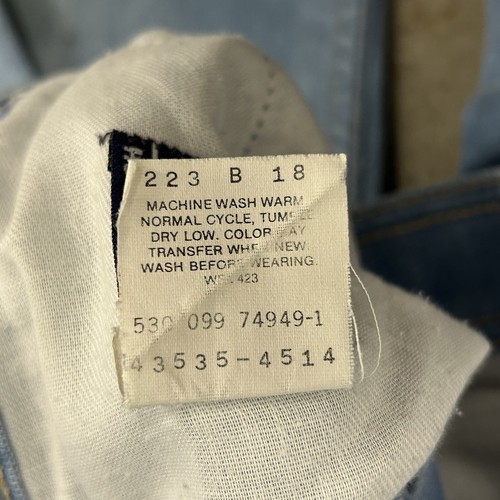 223 B 18
MACHINE WASH WARM
NORMAL CYCLE, TUMBLE
DRY LOW. COLOR MAY
TRANSFER WHEN NEW.
WASH BEFORE WEARING.
423
530 099 74949-1
43535-4514